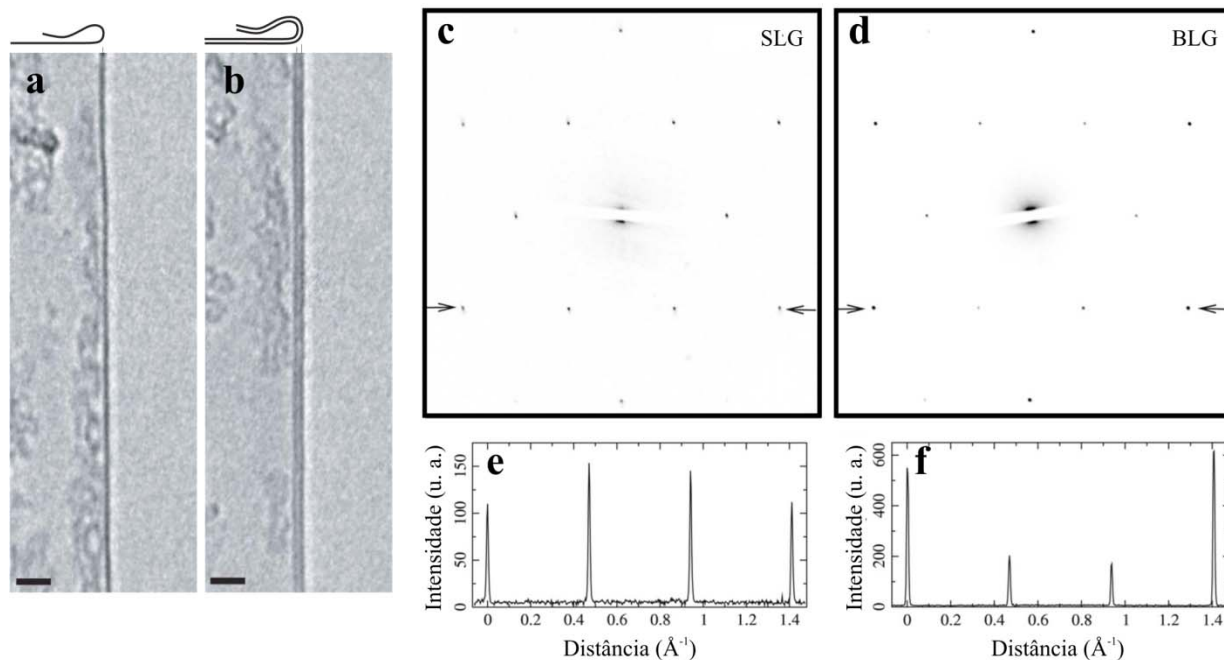 a
b
c
SLG
d
BLG
e
Intensidade (u. a.)
150
100
50
0
0 0.2 0.4 0.6 0.8 1 1.2 1.4
Distância (Å⁻¹)
f
Intensidade (u. a.)
600
400
200
0
0 0.2 0.4 0.6 0.8 1 1.2 1.4
Distância (Å⁻¹)